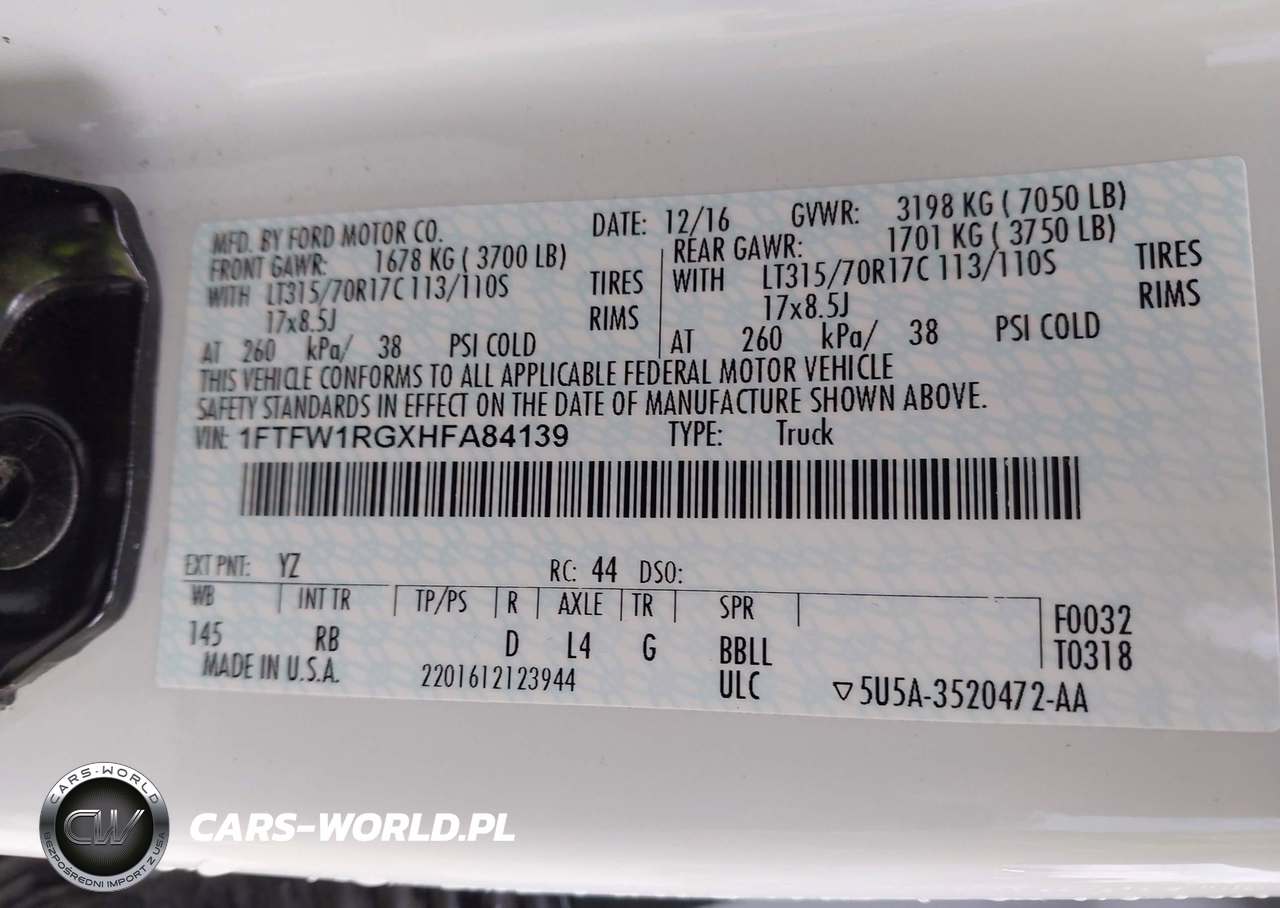 MFD. BY FORD MOTOR CO. DATE: 12/16 GVWR: 3198 KG ( 7050 LB)
FRONT GAWR: 1678 KG ( 3700 LB) REAR GAWR: 1701 KG ( 3750 LB)
WITH LT315/70R17C 113/110S TIRES WITH LT315/70R17C 113/110S TIRES
17x8.5J RIMS 17x8.5J RIMS
AT 260 kPa/ 38 PSI COLD AT 260 kPa/ 38 PSI COLD
THIS VEHICLE CONFORMS TO ALL APPLICABLE FEDERAL MOTOR VEHICLE
SAFETY STANDARDS IN EFFECT ON THE DATE OF MANUFACTURE SHOWN ABOVE.
VIN: 1FTFW1RGXHFA84139 TYPE: Truck
EXT PNT: YZ RC: 44 DSO:
WB INT TR TP/PS R AXLE TR SPR F0032
145 RB D L4 G BBLL T0318
MADE IN U.S.A. 2201612123944 ULC ▽5U5A-3520472-AA
CARS-WORLD
CW
BEZPOŚREDNI IMPORT Z USA
CARS-WORLD.PL